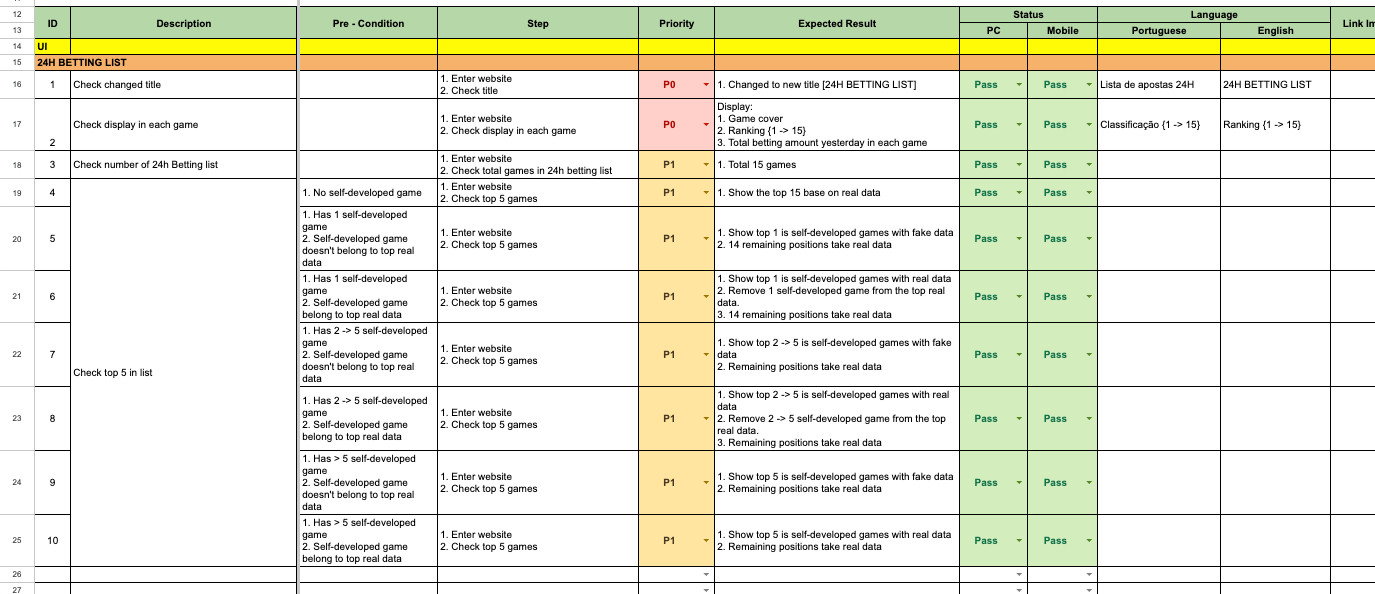 12
ID
Description
Pre - Condition
Step
Priority
Expected Result
Status
Language
13
PC
Mobile
Portuguese
English
14
UI
15
24H BETTING LIST
16
1
Check changed title
1. Enter website
2. Check title
P0
1. Changed to new title [24H BETTING LIST]
Pass
Pass
Lista de apostas 24H
24H BETTING LIST
17
2
Check display in each game
1. Enter website
2. Check display in each game
P0
Display:
1. Game cover
2. Ranking {1 -> 15}
3. Total betting amount yesterday in each game
Pass
Pass
Classificação {1 -> 15}
Ranking {1 -> 15}
18
3
Check number of 24h Betting list
1. Enter website
2. Check total games in 24h betting list
P1
1. Total 15 games
Pass
Pass
19
4
Check top 5 in list
1. No self-developed game
1. Enter website
2. Check top 5 games
P1
1. Show the top 15 base on real data
Pass
Pass
20
5
1. Has 1 self-developed
game
2. Self-developed game
doesn't belong to top real
data
1. Enter website
2. Check top 5 games
P1
1. Show top 1 is self-developed games with fake data
2. 14 remaining positions take real data
Pass
Pass
21
6
1. Has 1 self-developed
game
2. Self-developed game
belong to top real data
1. Enter website
2. Check top 5 games
P1
1. Show top 1 is self-developed games with real data
2. Remove 1 self-developed game from the top real
data.
3. 14 remaining positions take real data
Pass
Pass
22
7
1. Has 2 -> 5 self-developed
game
2. Self-developed game
doesn't belong to top real
data
1. Enter website
2. Check top 5 games
P1
1. Show top 2 -> 5 is self-developed games with fake
data
2. Remaining positions take real data
Pass
Pass
23
8
1. Has 2 -> 5 self-developed
game
2. Self-developed game
belong to top real data
1. Enter website
2. Check top 5 games
P1
1. Show top 2 -> 5 is self-developed games with real
data
2. Remove 2 -> 5 self-developed game from the top
real data.
3. Remaining positions take real data
Pass
Pass
24
9
1. Has > 5 self-developed
game
2. Self-developed game
doesn't belong to top real
data
1. Enter website
2. Check top 5 games
P1
1. Show top 5 is self-developed games with fake data
2. Remaining positions take real data
Pass
Pass
25
10
1. Has > 5 self-developed
game
2. Self-developed game
belong to top real data
1. Enter website
2. Check top 5 games
P1
1. Show top 5 is self-developed games with real data
2. Remaining positions take real data
Pass
Pass
26
27